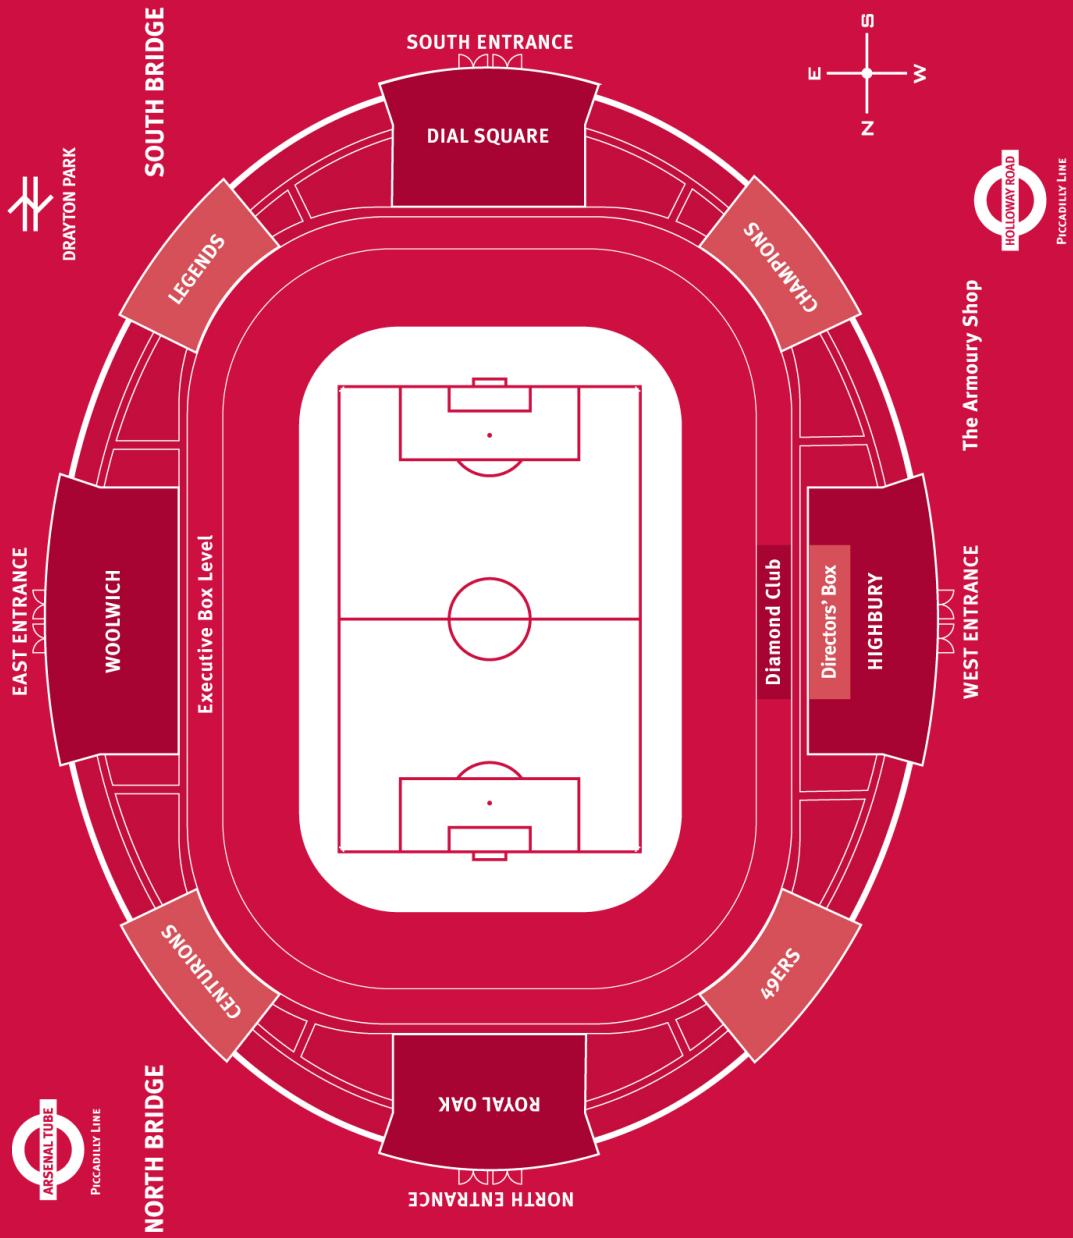 SOUTH BRIDGE
SOUTH ENTRANCE
S
E
W
N
DRAYTON PARK
DIAL SQUARE
HOLLOWAY ROAD
PICCADILLY LINE
LEGENDS
CHAMPIONS
The Armoury Shop
EAST ENTRANCE
WOOLWICH
Executive Box Level
Diamond Club
Directors' Box
HIGHBURY
WEST ENTRANCE
CENTURIONS
49ERS
ROYAL OAK
NORTH BRIDGE
ARSENAL TUBE
PICCADILLY LINE
NORTH ENTRANCE